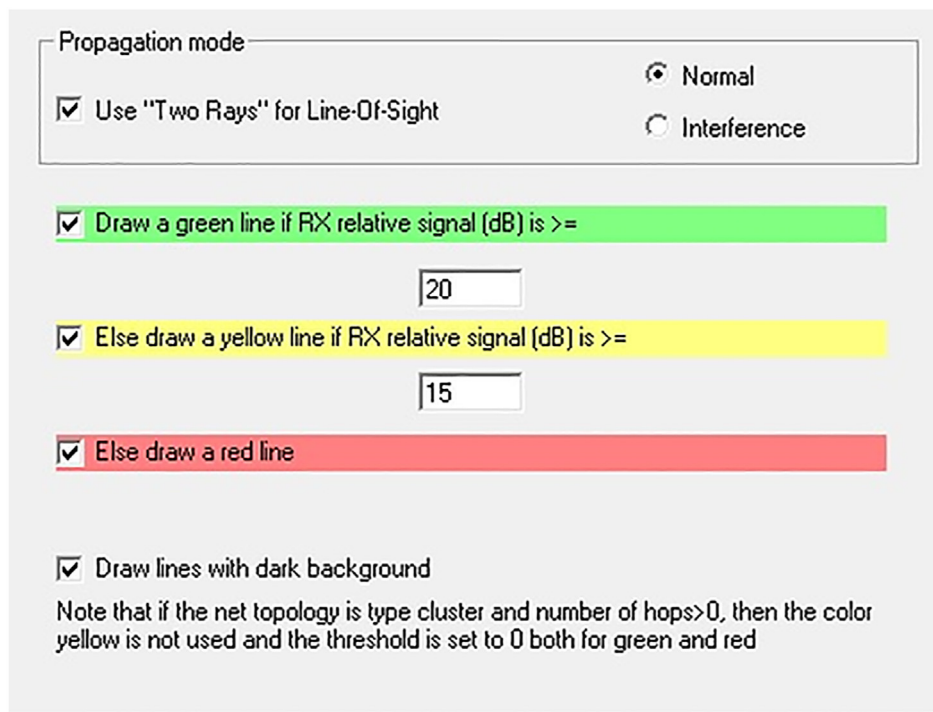 Propagation mode
Use "Two Rays" for Line-Of-Sight
Normal
Interference
Draw a green line if RX relative signal (dB) is >=
20
Else draw a yellow line if RX relative signal (dB) is >=
15
Else draw a red line
Draw lines with dark background
Note that if the net topology is type cluster and number of hops>0, then the color
yellow is not used and the threshold is set to 0 both for green and red